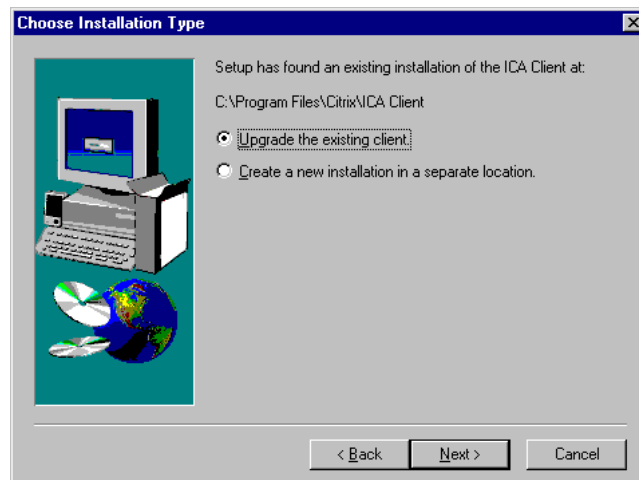 Choose Installation Type
Setup has found an existing installation of the ICA Client at:
C:\Program Files\Citrix\ICA Client
Upgrade the existing client.
Create a new installation in a separate location.
< Back
Next >
Cancel